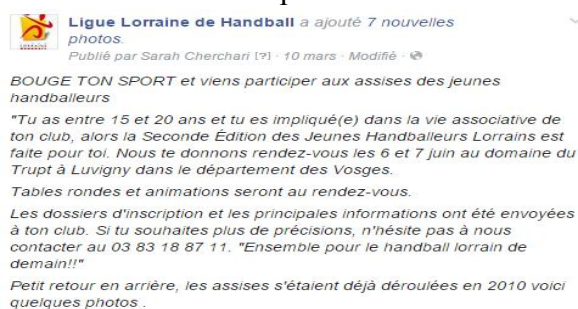 Ligue Lorraine de Handball a ajouté 7 nouvelles
photos.
Publié par Sarah Cherchari [?] · 10 mars · Modifié ·
BOUGE TON SPORT et viens participer aux assises des jeunes
handballeurs
"Tu as entre 15 et 20 ans et tu es impliqué(e) dans la vie associative de
ton club, alors la Seconde Édition des Jeunes Handballeurs Lorrains est
faite pour toi. Nous te donnons rendez-vous les 6 et 7 juin au domaine du
Trupt à Luvigny dans le département des Vosges.
Tables rondes et animations seront au rendez-vous.
Les dossiers d'inscription et les principales informations ont été envoyées
à ton club. Si tu souhaites plus de précisions, n'hésite pas à nous
contacter au 03 83 18 87 11. "Ensemble pour le handball lorrain de
demain!!"
Petit retour en arrière, les assises s'étaient déjà déroulées en 2010 voici
quelques photos .